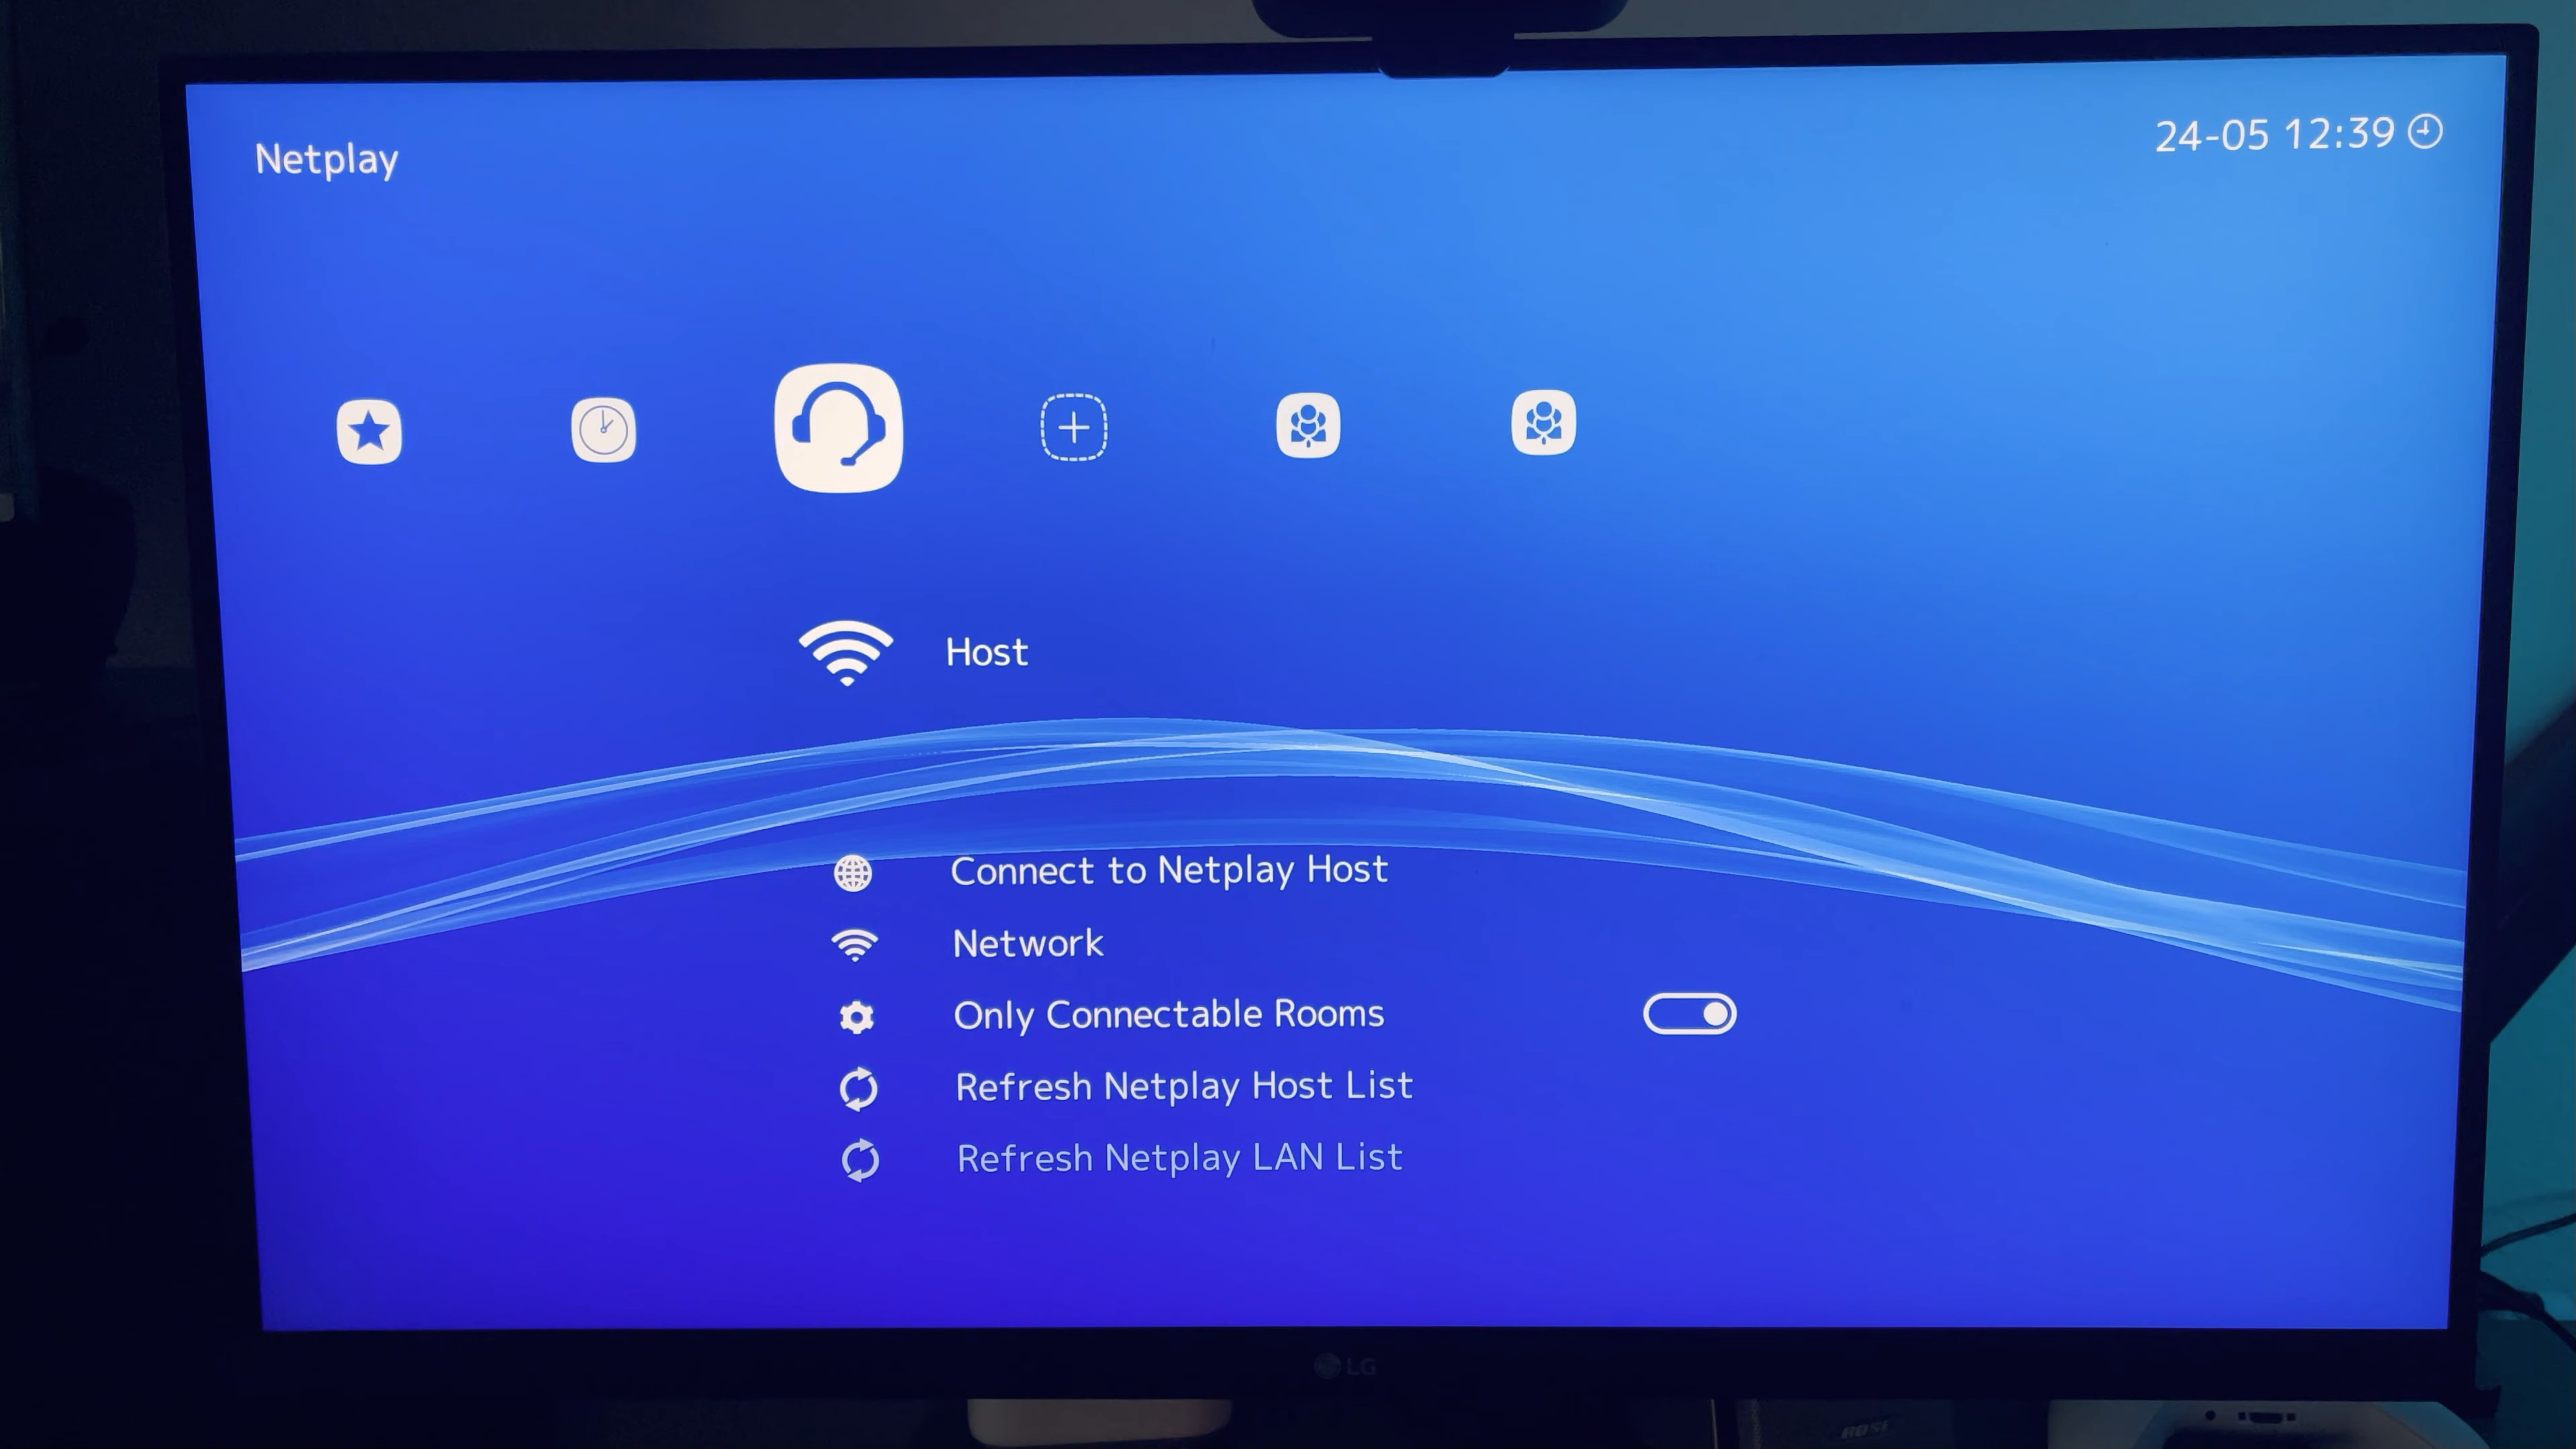 Netplay
24-05 12:39
Host
Connect to Netplay Host
Network
Only Connectable Rooms
Refresh Netplay Host List
Refresh Netplay LAN List
LG
BOSE